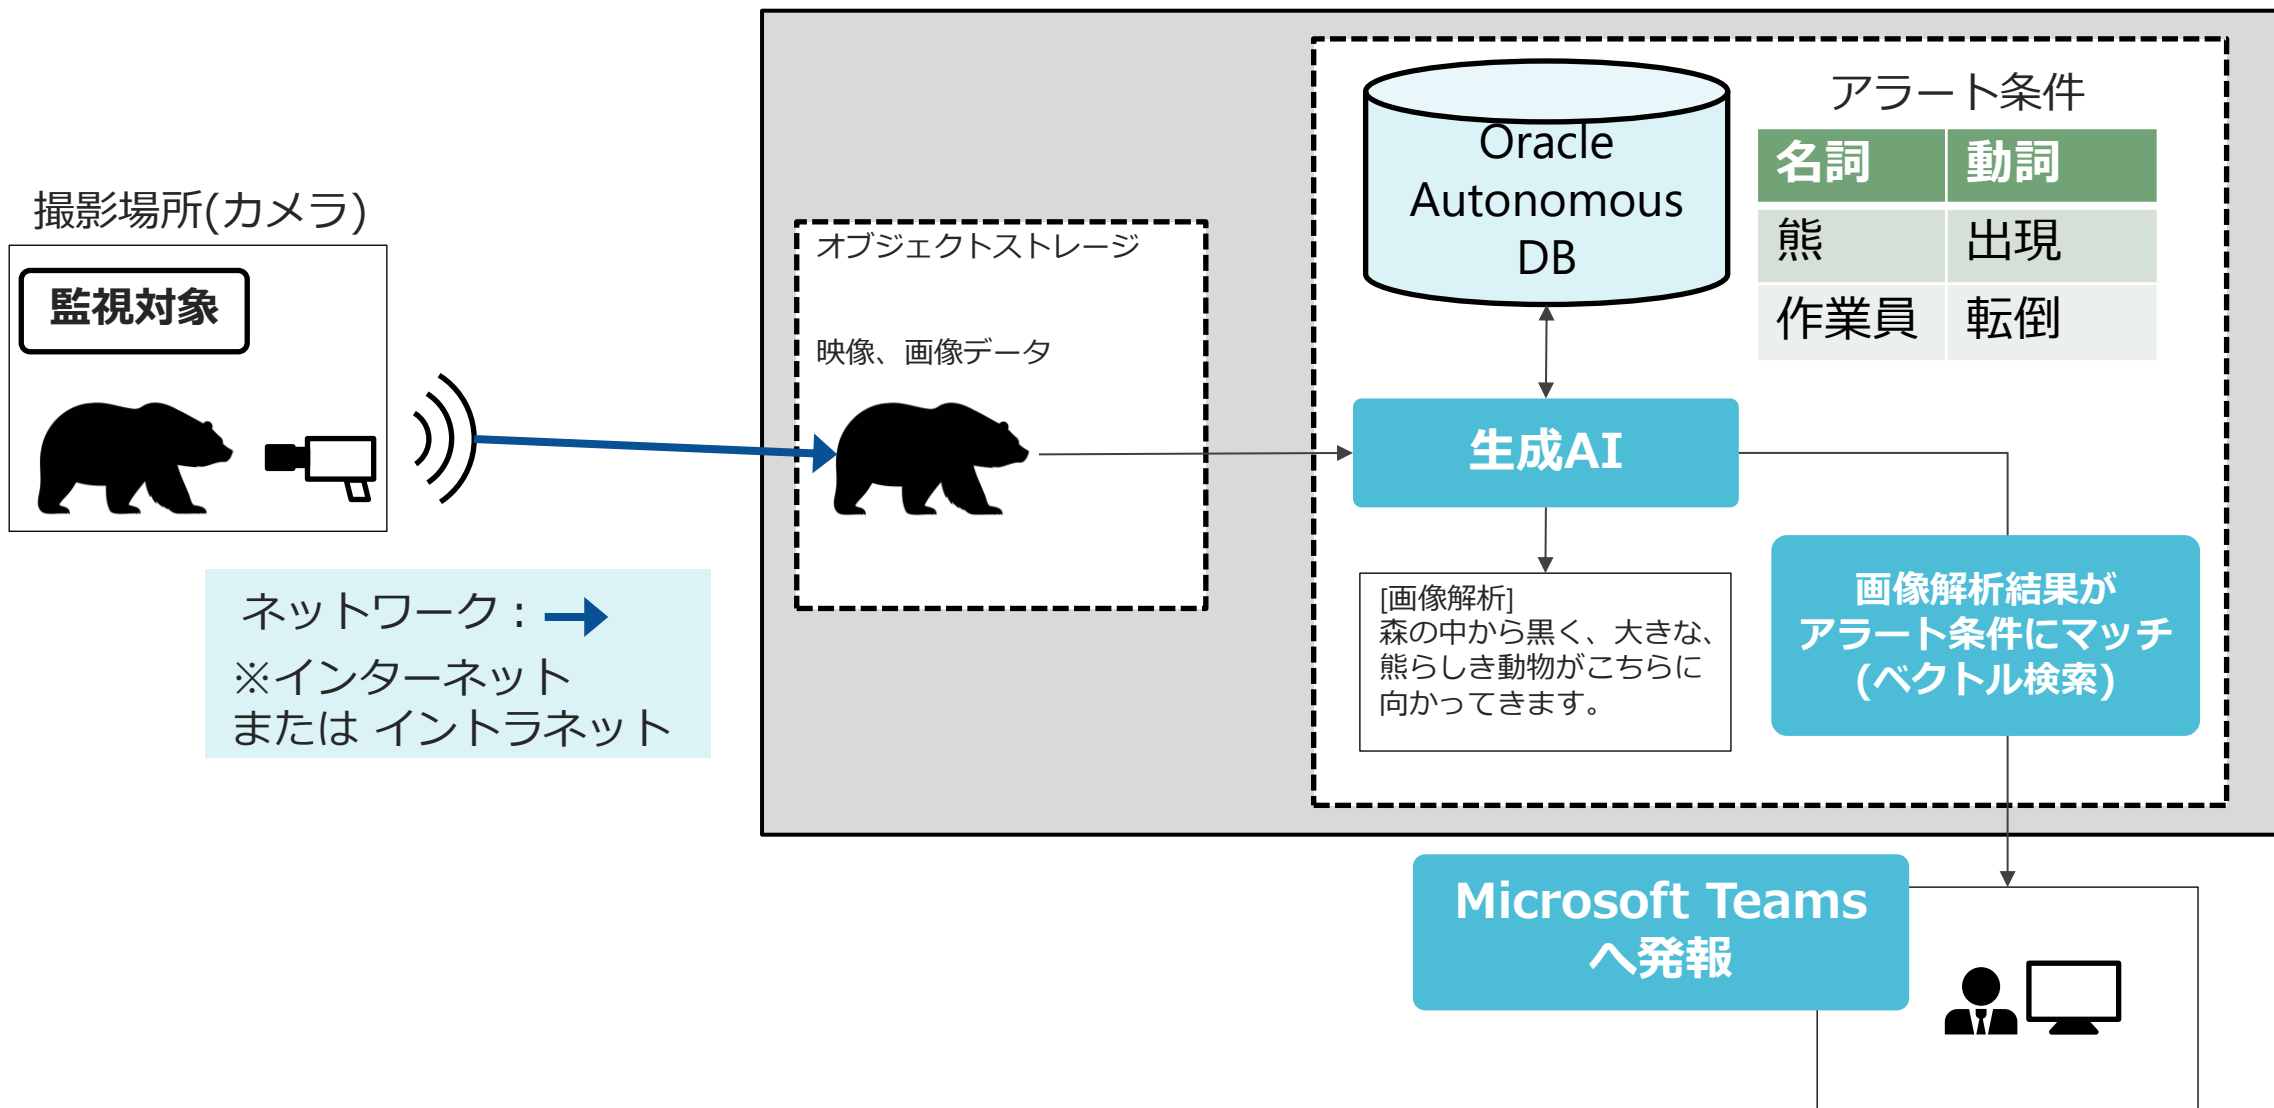 撮影場所(カメラ)
監視対象
ネットワーク:
※インターネット
または イントラネット
オブジェクトストレージ
映像、画像データ
Oracle
Autonomous
DB
アラート条件
名詞 動詞
熊 出現
作業員 転倒
生成AI
[画像解析]
森の中から黒く、大きな、
熊らしき動物がこちらに
向かってきます。
画像解析結果が
アラート条件にマッチ
(ベクトル検索)
Microsoft Teams
へ発報